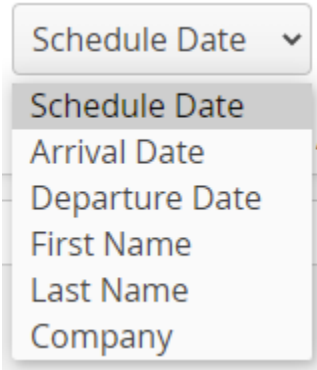 Schedule Date
Schedule Date
Arrival Date
Departure Date
First Name
Last Name
Company